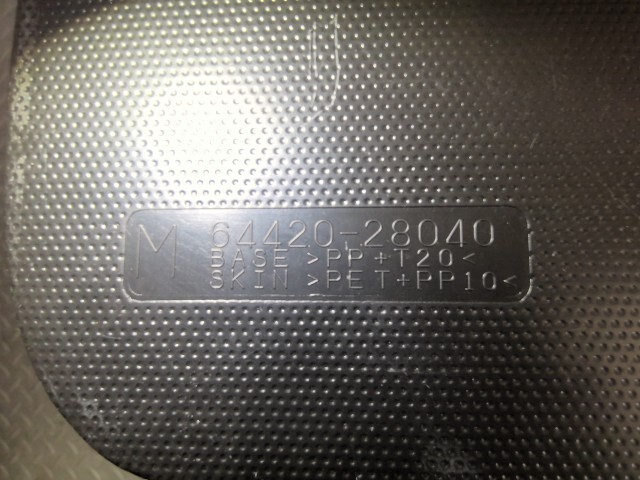 M 64420-28040
BASE >PP+T20<
SKIN >PET+PP10<